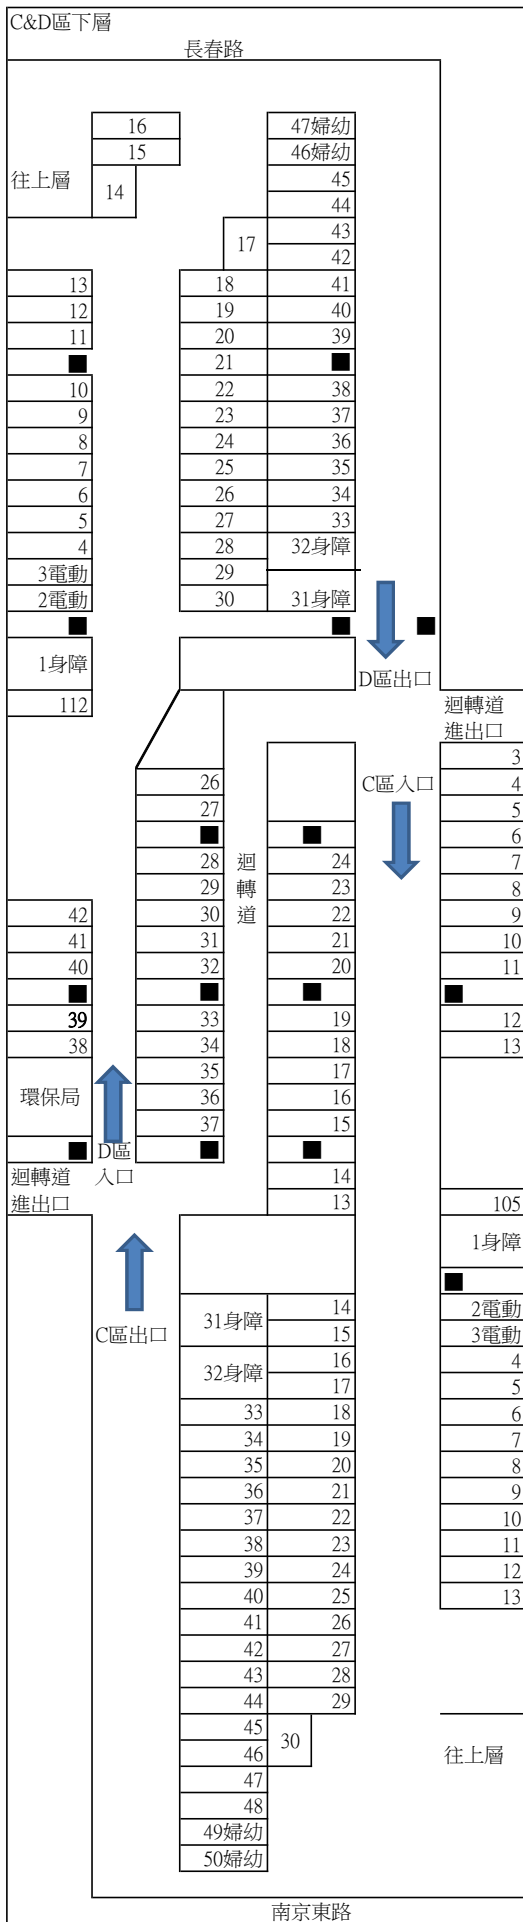 C&D區下層
長春路
16 47婦幼
15 46婦幼
往上層 14 45
44
17 43
42
13 18 41
12 19 40
11 20 39
21
10 22 38
9 23 37
8 24 36
7 25 35
6 26 34
5 27 33
4 28 32身障
3電動 29
2電動 30 31身障
1身障
D區出口
112 迴轉道
進出口
3
26 C區入口 4
27 5
6
28 迴 24 7
29 轉 23 8
42 30 道 22 9
41 31 21 10
40 32 20 11
39 33 19 12
38 34 18 13
35 17
環保局 36 16
37 15
D區
迴轉道 入口 14
進出口 13 105
1身障
31身障 14 2電動
C區出口 15 3電動
32身障 16 4
17 5
33 18 6
34 19 7
35 20 8
36 21 9
37 22 10
38 23 11
39 24 12
40 25 13
41 26
42 27
43 28
44 29
45
30
46 往上層
47
48
49婦幼
50婦幼
南京東路